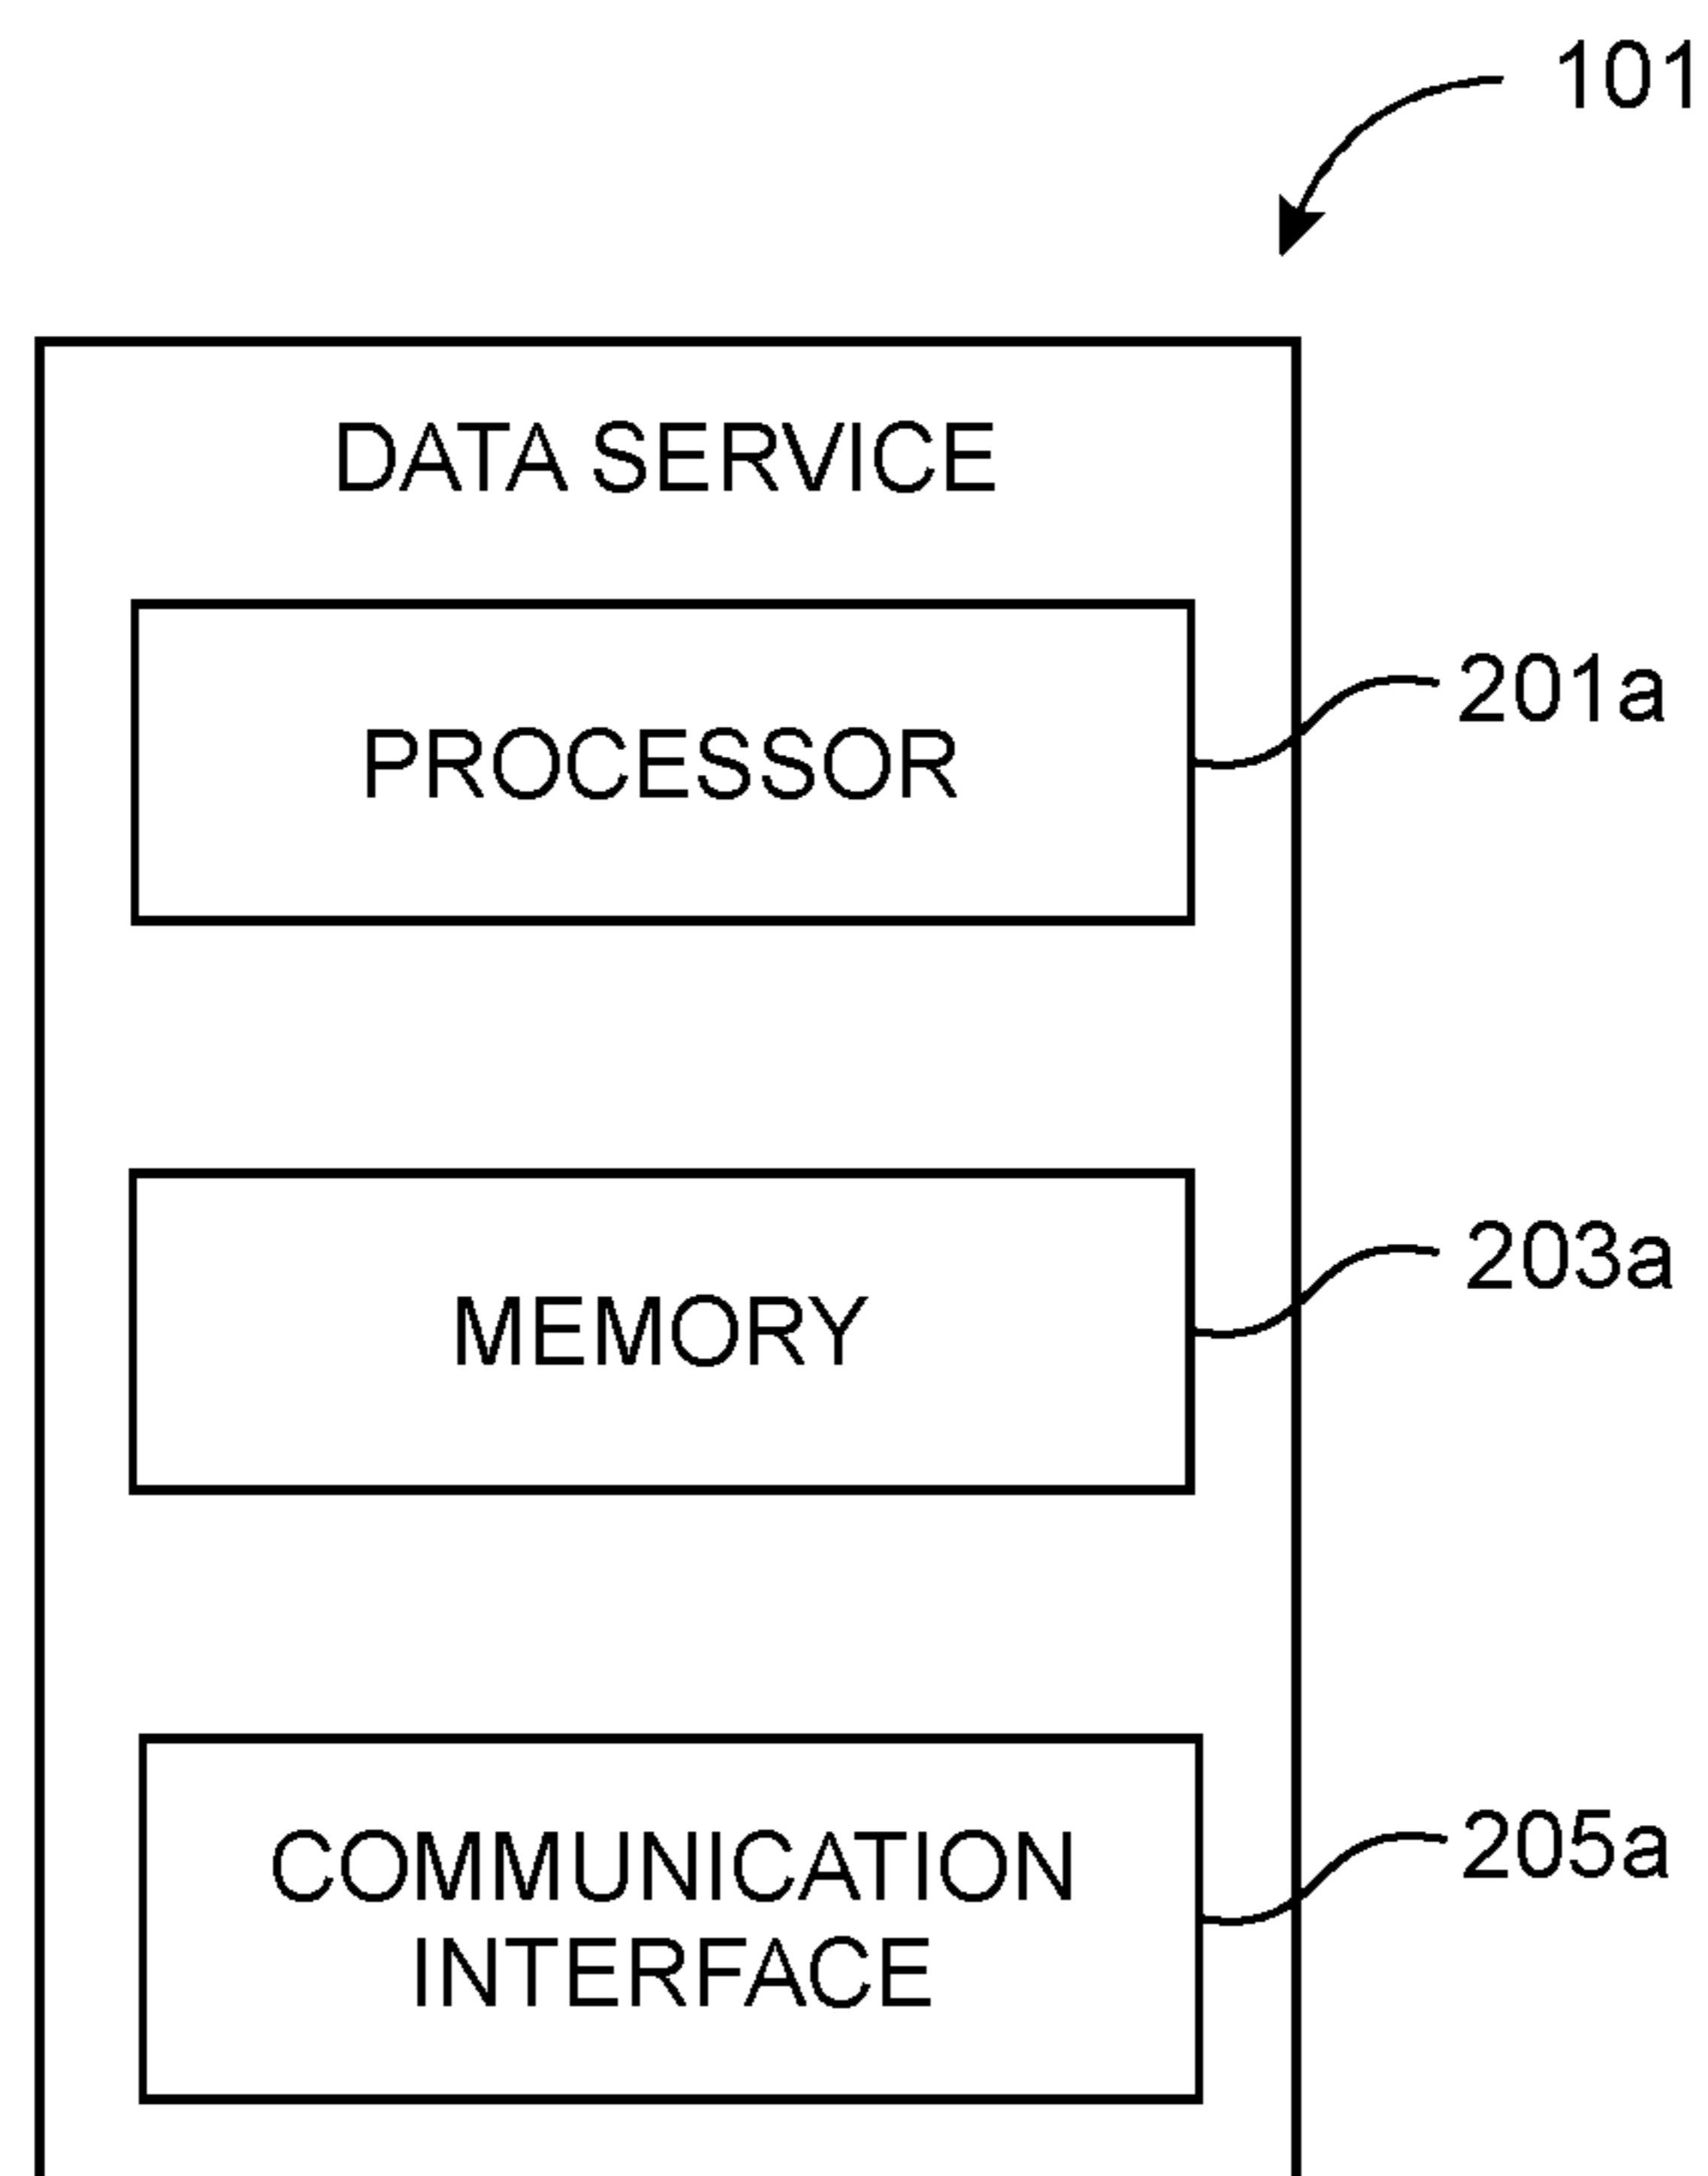 101
DATA SERVICE
PROCESSOR
201a
MEMORY
203a
COMMUNICATION
INTERFACE
205a